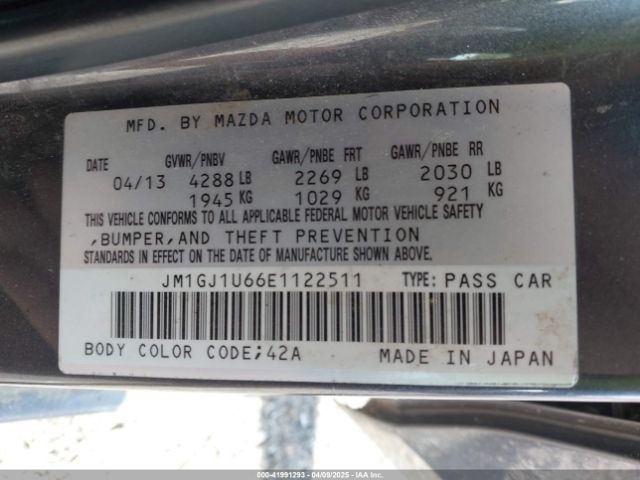 MFD. BY MAZDA MOTOR CORPORATION
DATE GVWR/PNBV GAWR/PNBE FRT GAWR/PNBE RR
04/13 4288 LB 2269 LB 2030 LB
1945 KG 1029 KG 921 KG
THIS VEHICLE CONFORMS TO ALL APPLICABLE FEDERAL MOTOR VEHICLE SAFETY
,BUMPER,AND THEFT PREVENTION
STANDARDS IN EFFECT ON THE DATE OF MANUFACTURE SHOWN ABOVE.
JM1GJ1U66E1122511 TYPE: PASS CAR
BODY COLOR CODE;42A MADE IN JAPAN
000-41991293 - 04/09/2025 - IAAHQ